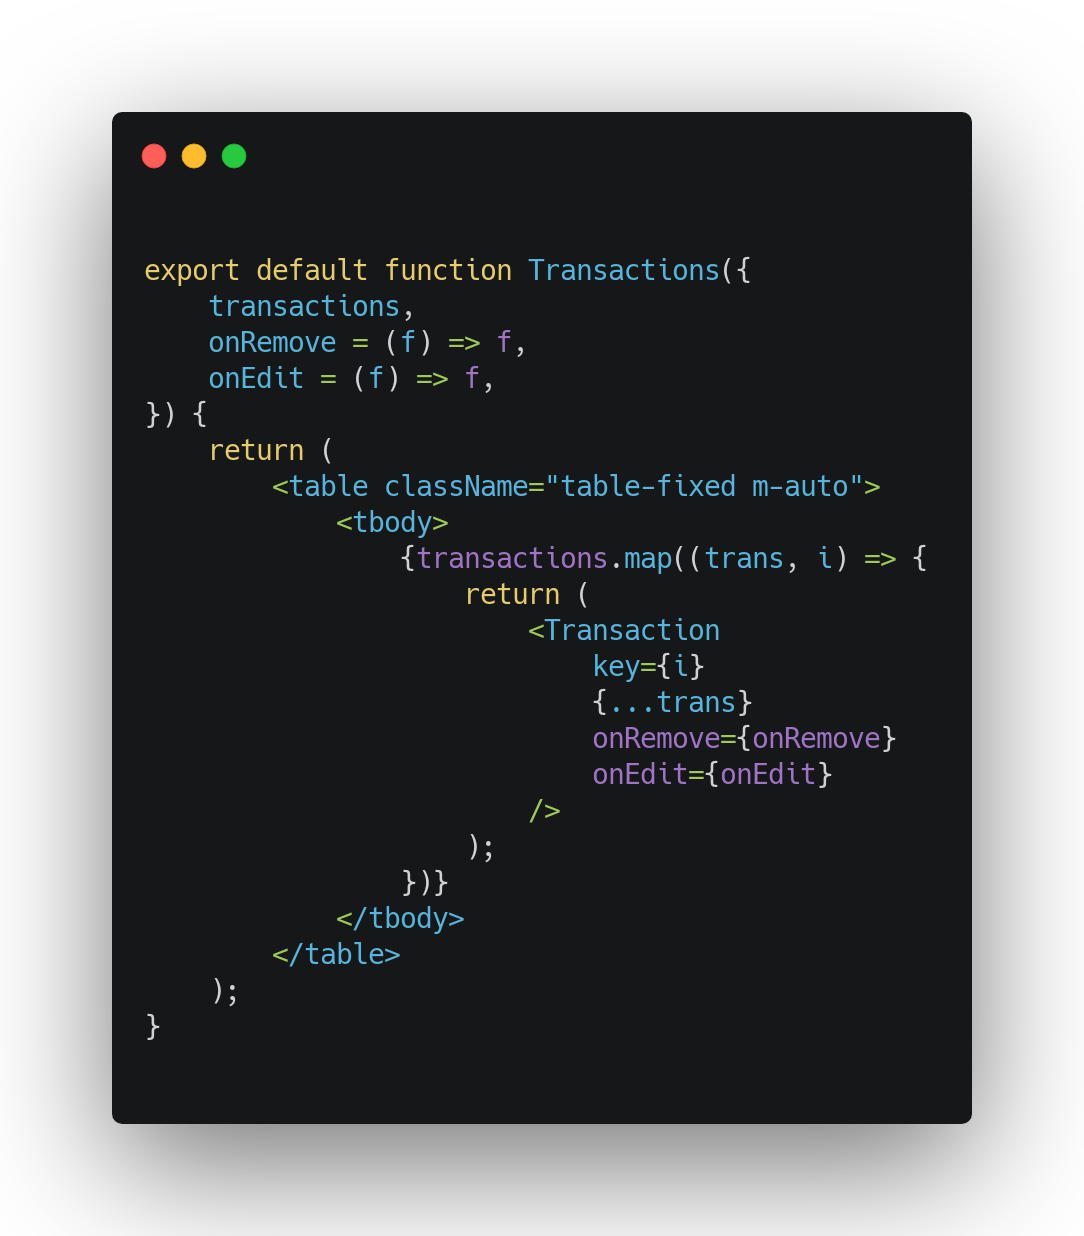 export default function Transactions({
    transactions,
    onRemove = (f) => f,
    onEdit = (f) => f,
}) {
    return (
        <table className="table-fixed m-auto">
            <tbody>
                {transactions.map((trans, i) => {
                    return (
                        <Transaction
                            key={i}
                            {...trans}
                            onRemove={onRemove}
                            onEdit={onEdit}
                        />
                    );
                })}
            </tbody>
        </table>
    );
}